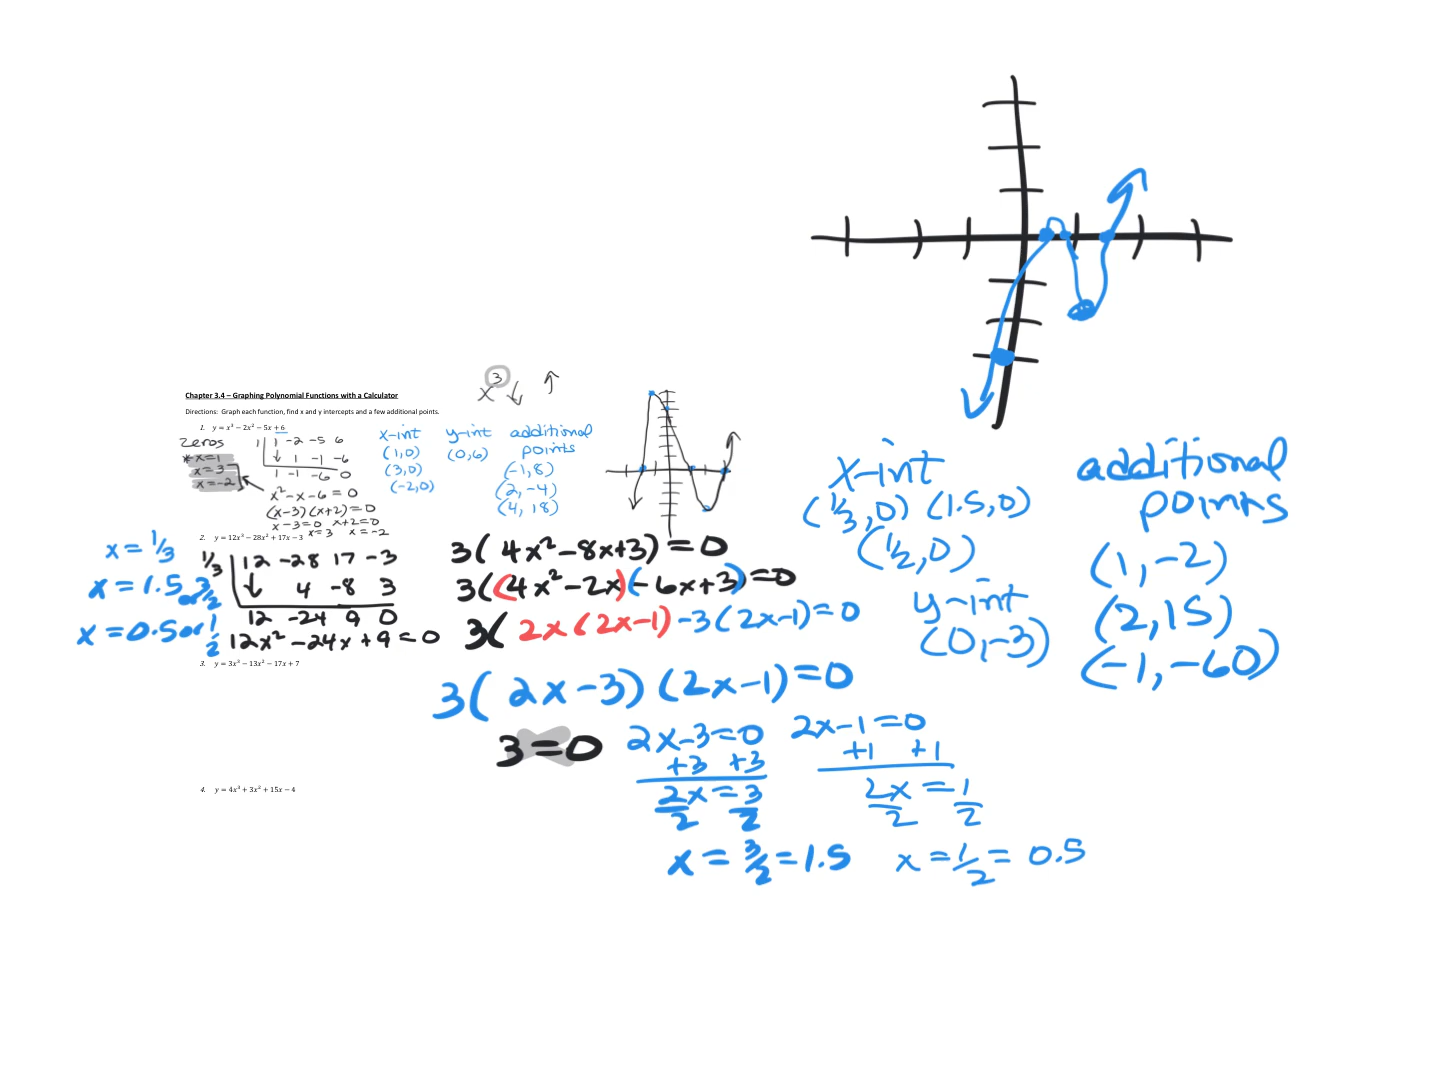 x³ ↓ ↑
Chapter 3.4 – Graphing Polynomial Functions with a Calculator
Directions: Graph each function, find x and y intercepts and a few additional points.
1. y = x³ − 2x² − 5x + 6
zeros
* x=1
x=3
x=-2
1 | 1 -2 -5 6
↓ 1 -1 -6
1 -1 -6 0
x²-x-6=0
(x-3)(x+2)=0
x-3=0 x+2=0
x=3 x=-2
x-int
(1,0)
(3,0)
(-2,0)
y-int
(0,6)
additional
points
(-1,8)
(2,-4)
(4,18)
2. y = 12x³ − 28x² + 17x − 3
x=1/3
x=1.5 or 3/2
x=0.5 or 1/2
1/3 | 12 -28 17 -3
↓ 4 -8 3
12 -24 9 0
12x²-24x+9=0
3(4x²-8x+3)=0
3((4x²-2x)(-6x+3)=0
3(2x(2x-1)-3(2x-1)=0
3(2x-3)(2x-1)=0
3=0
2x-3=0
+3 +3
2x/2=3/2
x=3/2=1.5
2x-1=0
+1 +1
2x/2=1/2
x=1/2=0.5
x-int
(1/3,0) (1.5,0)
(1/2,0)
y-int
(0,-3)
additional
points
(1,-2)
(2,15)
(-1,-60)
3. y = 3x³ − 13x² − 17x + 7
4. y = 4x³ + 3x² + 15x − 4